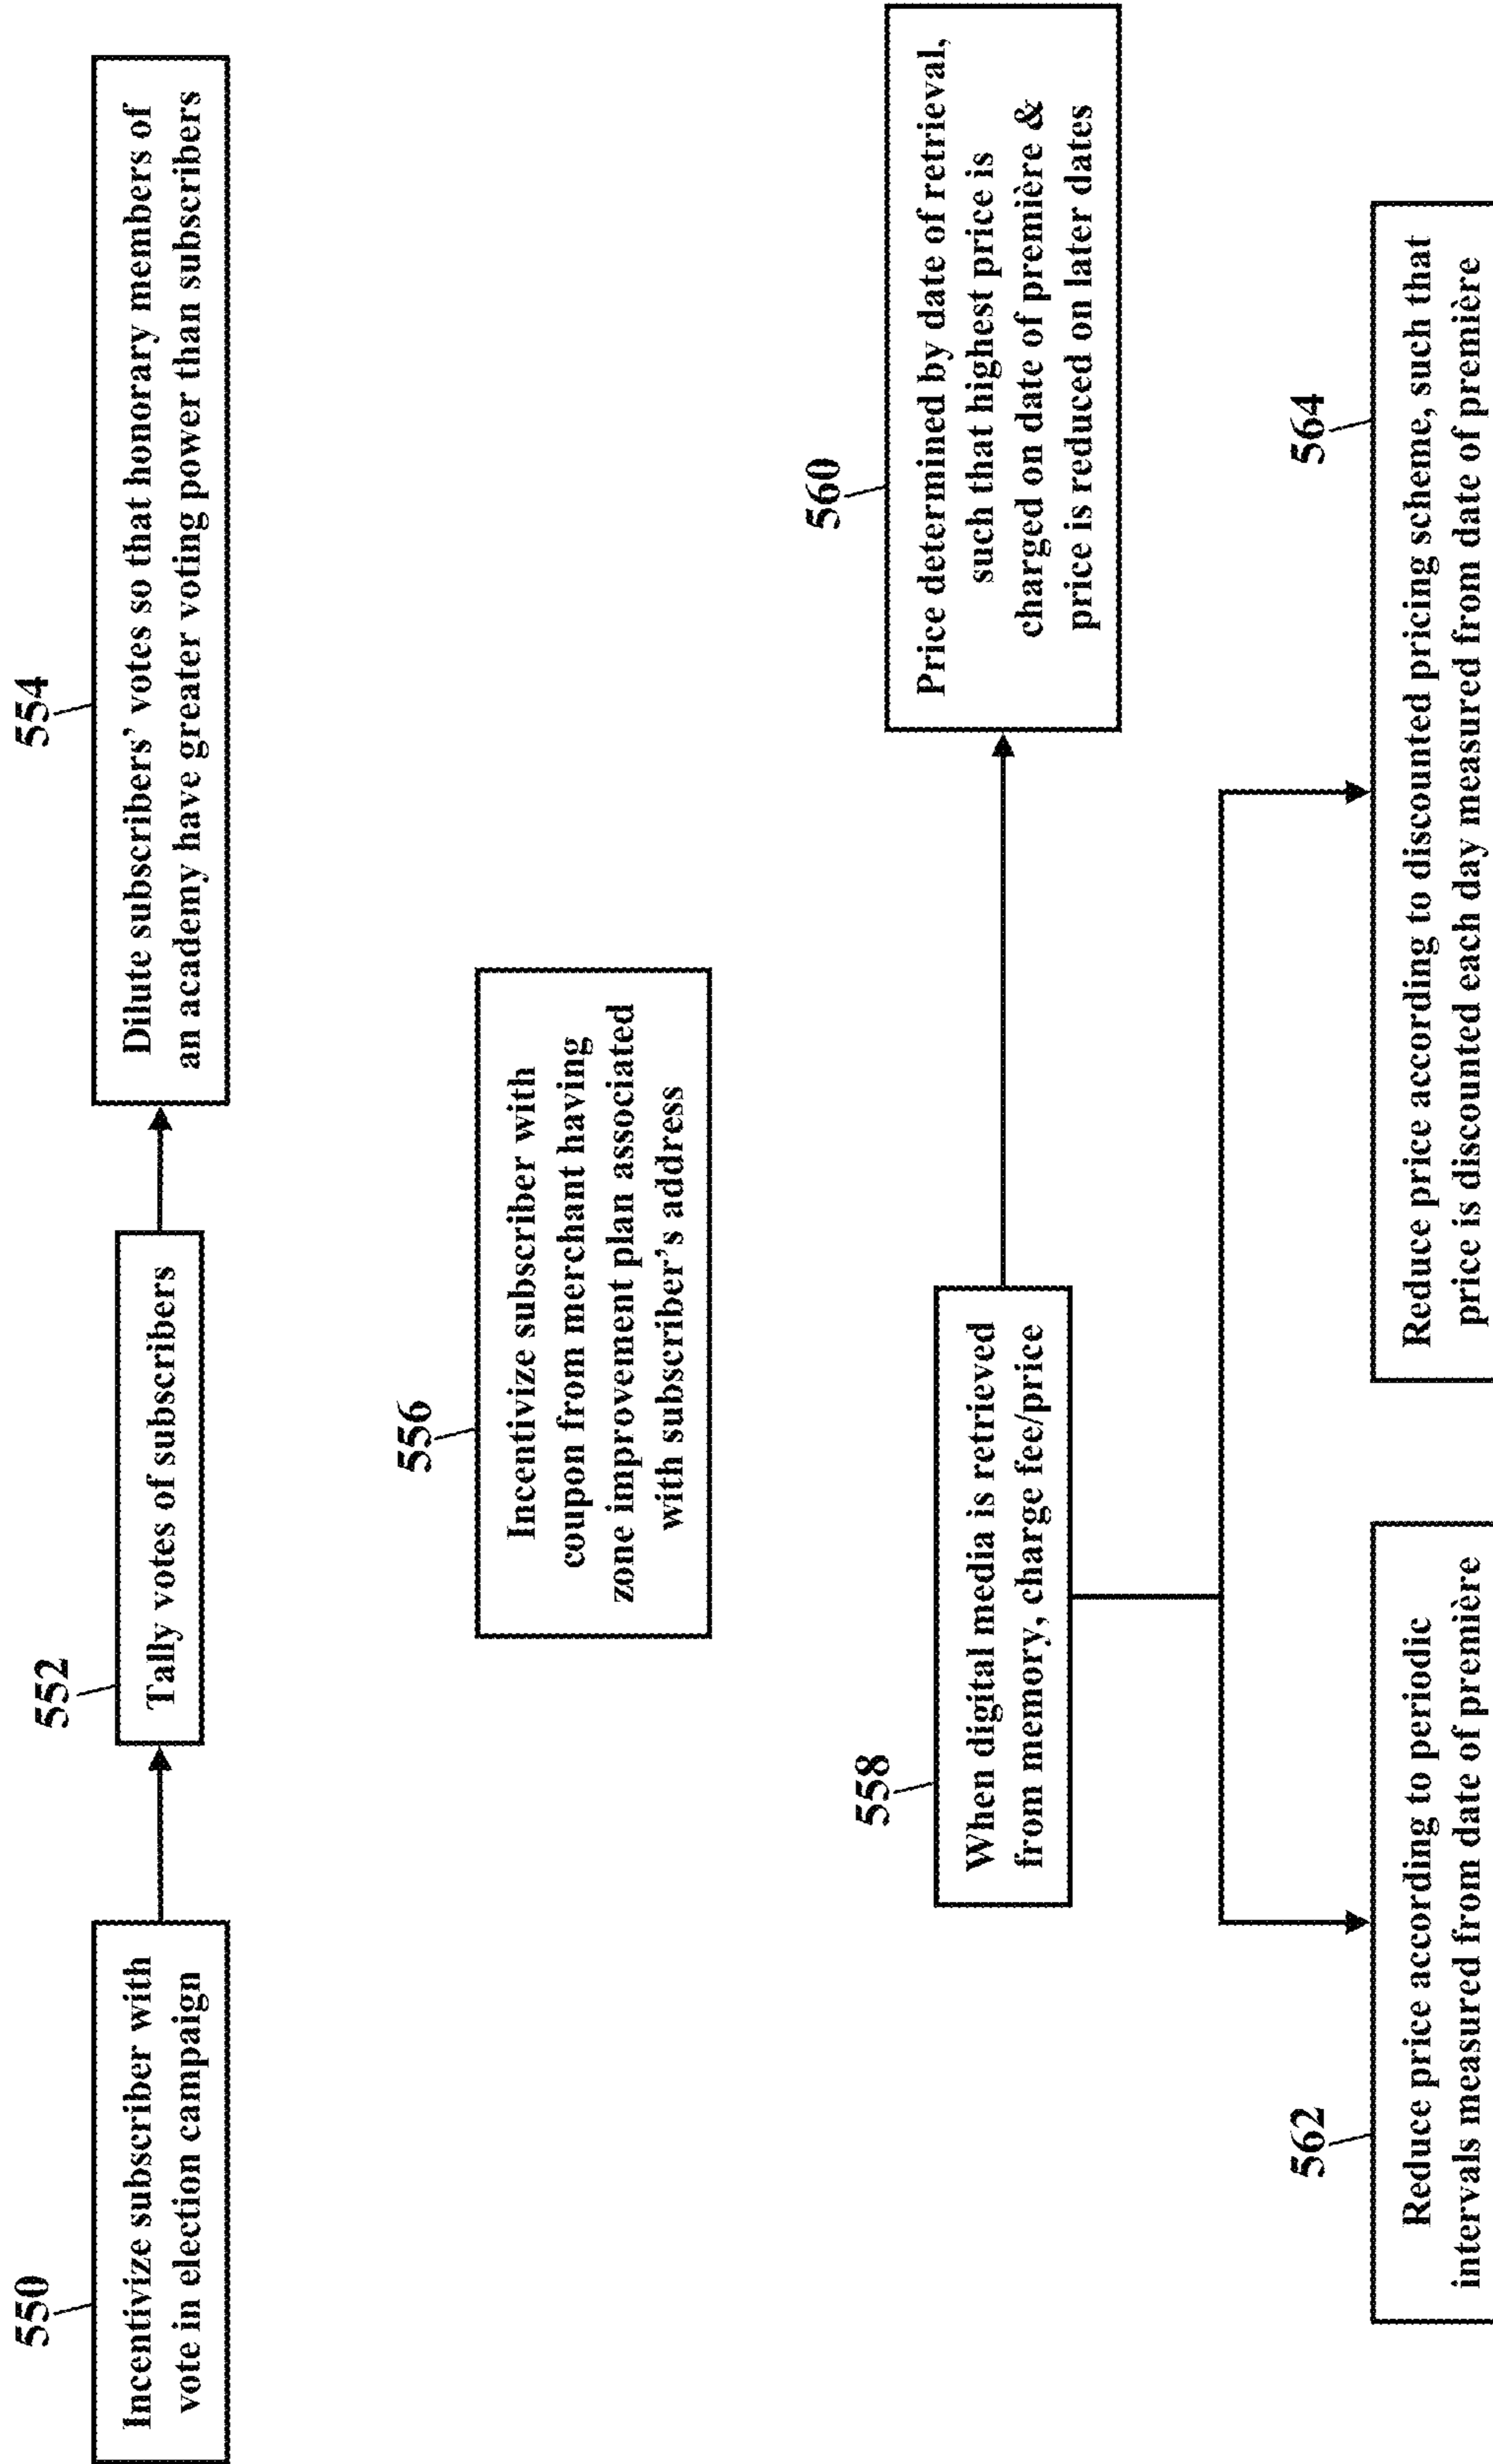 550
Incentivize subscriber with
vote in election campaign
552
Tally votes of subscribers
554
Dilute subscribers’ votes so that honorary members of
an academy have greater voting power than subscribers
556
Incentivize subscriber with
coupon from merchant having
zone improvement plan associated
with subscriber’s address
558
When digital media is retrieved
from memory, charge fee/price
560
Price determined by date of retrieval,
such that highest price is
charged on date of première &
price is reduced on later dates
562
Reduce price according to periodic
intervals measured from date of première
564
Reduce price according to discounted pricing scheme, such that
price is discounted each day measured from date of première